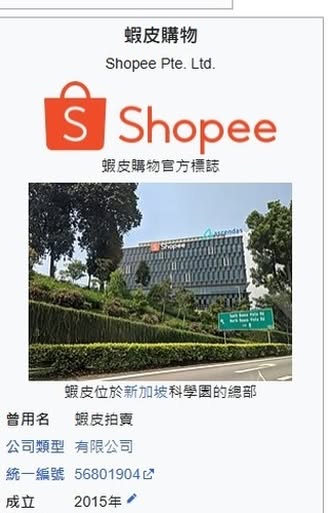 蝦皮購物
Shopee Pte. Ltd.
S Shopee
蝦皮購物官方標誌
Shopee ascendas
South Buona Vista Rd
North Buona Vista Rd
蝦皮位於新加坡科學園的總部
曾用名 蝦皮拍賣
公司類型 有限公司
統一編號 56801904
成立 2015年